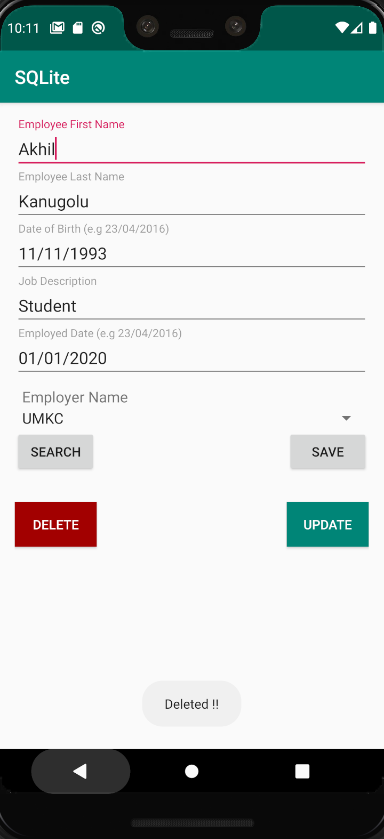 10:11
SQLite
Employee First Name
Akhil
Employee Last Name
Kanugolu
Date of Birth (e.g 23/04/2016)
11/11/1993
Job Description
Student
Employed Date (e.g 23/04/2016)
01/01/2020
Employer Name
UMKC
SEARCH SAVE
DELETE UPDATE
Deleted !!